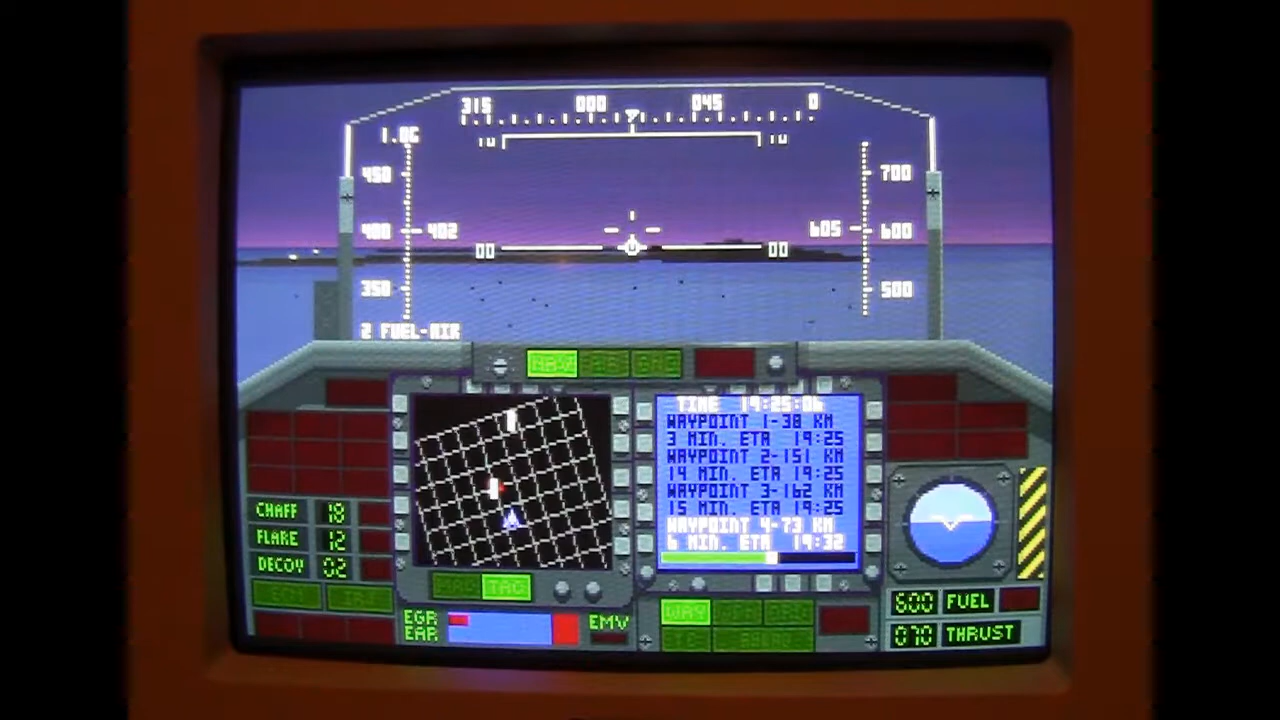 315 000 045 0
1.0G
1W 1W
450 700
400 402 605 600
00 00
350 500
2 FUEL-AIR
NAV
TIME 19:25:06
WAYPOINT 1-38 KM
3 MIN. ETA 19:25
WAYPOINT 2-151 KM
14 MIN. ETA 19:25
WAYPOINT 3-162 KM
15 MIN. ETA 19:25
WAYPOINT 4-73 KM
6 MIN. ETA 19:32
CHAFF 18
FLARE 12
DECOY 02
TAC
EGR
EAR
EMV
WAY
500 FUEL
070 THRUST